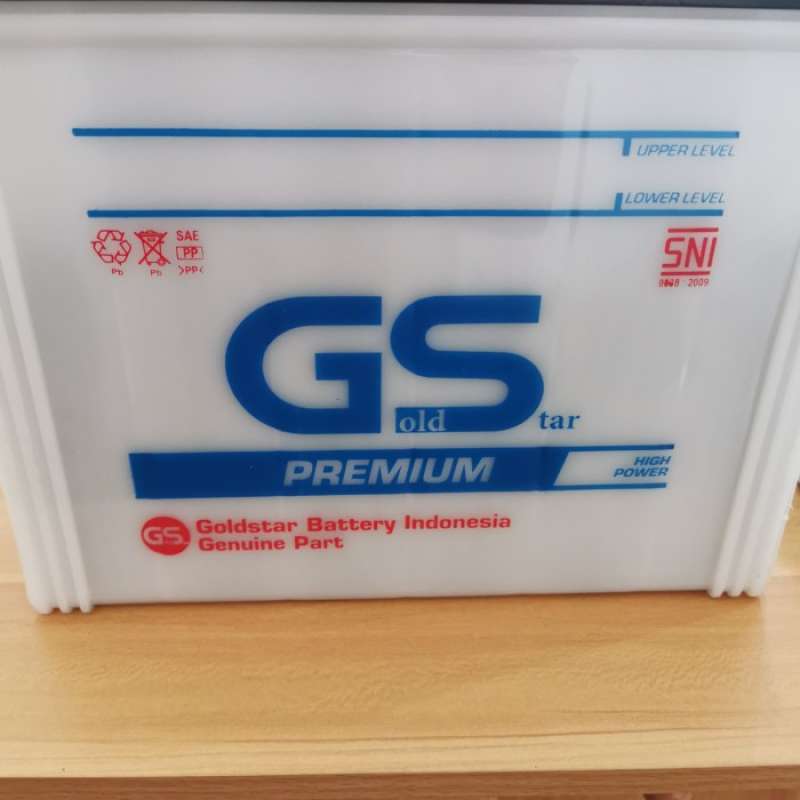 UPPER LEVEL
LOWER LEVEL
Pb
Pb
SAE
PP
>PP<
SNI
2009
GS
old
tar
PREMIUM
HIGH
POWER
GS
Goldstar Battery Indonesia
Genuine Part